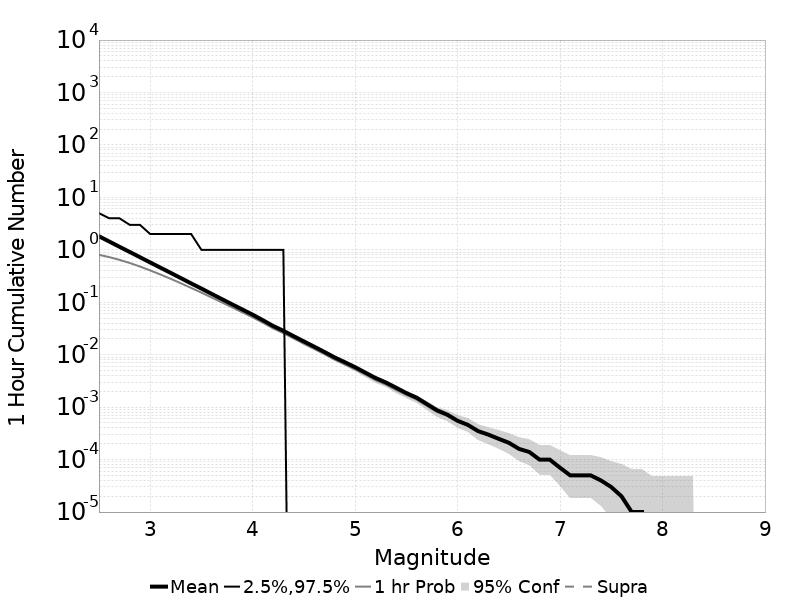 10^4
10^3
10^2
10^1
10^0
10^-1
10^-2
10^-3
10^-4
10^-5
1 Hour Cumulative Number
3 4 5 6 7 8 9
Magnitude
Mean 2.5%,97.5% 1 hr Prob 95% Conf Supra